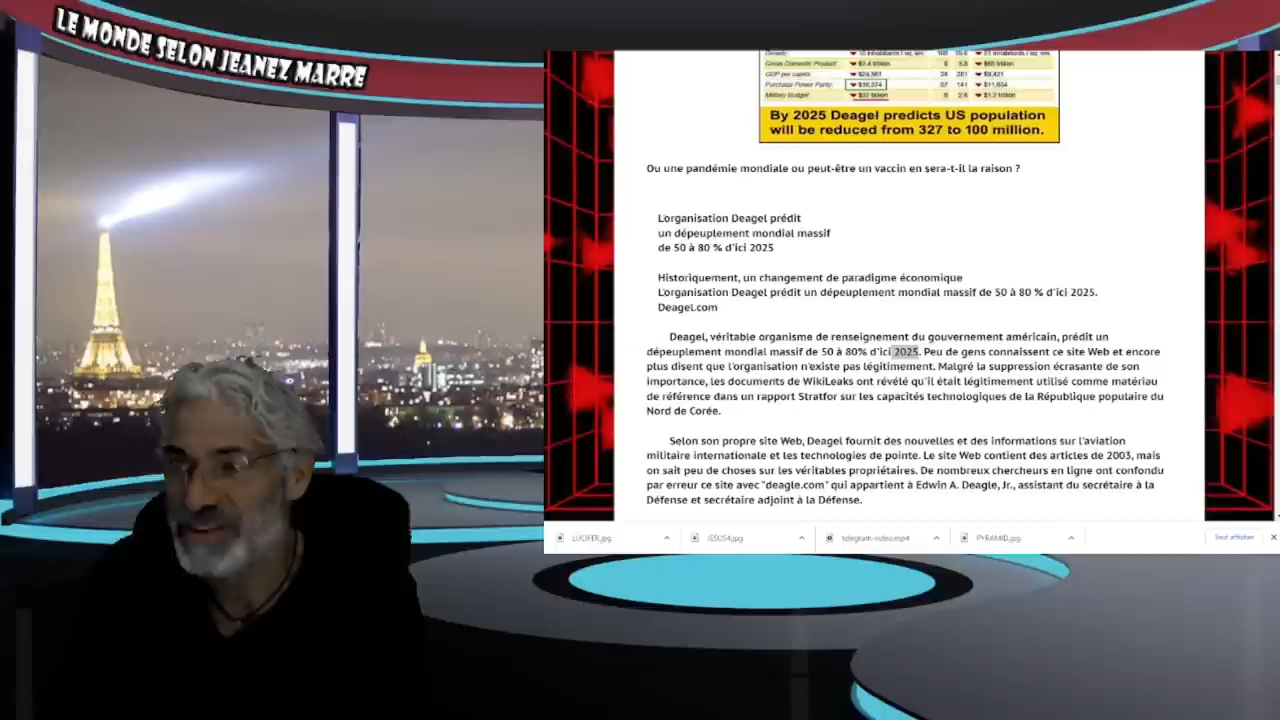 LE MONDE SELON JEANEZ MARRE
Gross Domestic Product
GDP per capita:
Purchase Power Parity:
Military Budget:
By 2025 Deagel predicts US population
will be reduced from 327 to 100 million.
Ou une pandémie mondiale ou peut-être un vaccin en sera-t-il la raison ?
L'organisation Deagel prédit
un dépeuplement mondial massif
de 50 à 80 % d'ici 2025
Historiquement, un changement de paradigme économique
L'organisation Deagel prédit un dépeuplement mondial massif de 50 à 80 % d'ici 2025.
Deagel.com
Deagel, véritable organisme de renseignement du gouvernement américain, prédit un
dépeuplement mondial massif de 50 à 80% d'ici 2025. Peu de gens connaissent ce site Web et encore
plus disent que l'organisation n'existe pas légitimement. Malgré la suppression écrasante de son
importance, les documents de WikiLeaks ont révélé qu'il était légitimement utilisé comme matériau
de référence dans un rapport Stratfor sur les capacités technologiques de la République populaire du
Nord de Corée.
Selon son propre site Web, Deagel fournit des nouvelles et des informations sur l'aviation
militaire internationale et les technologies de pointe. Le site Web contient des articles de 2003, mais
on sait peu de choses sur les véritables propriétaires. De nombreux chercheurs en ligne ont confondu
par erreur ce site avec "deagle.com" qui appartient à Edwin A. Deagle, Jr., assistant du secrétaire à la
Défense et secrétaire adjoint à la Défense.
LUCIFER.jpg
telegram-video.mp4
PYRAMID.jpg
Tout afficher